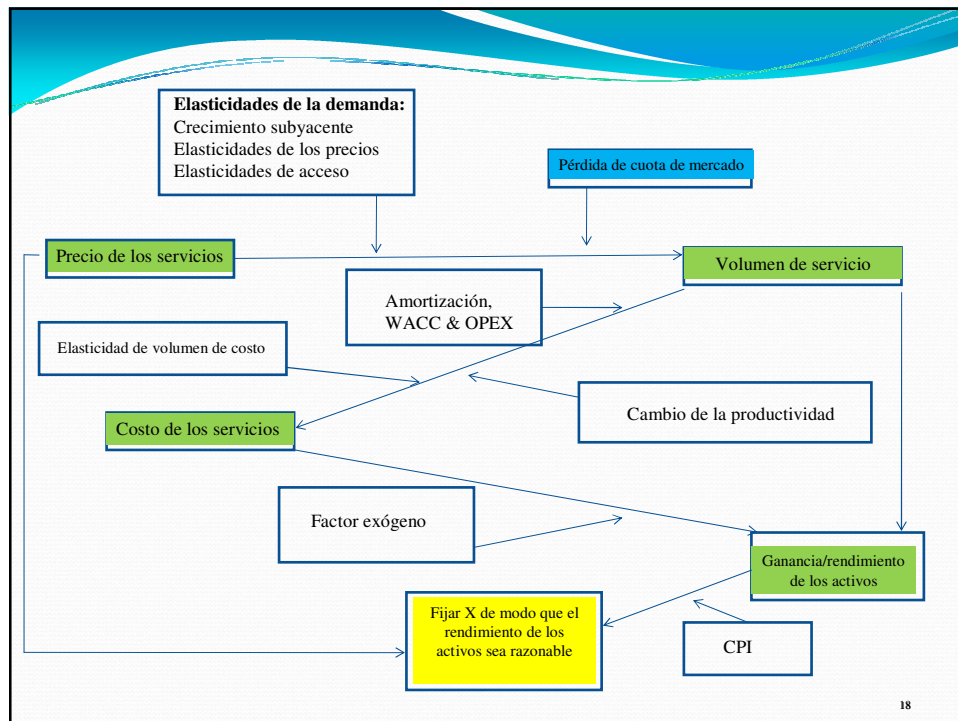 Elasticidades de la demanda:
Crecimiento subyacente
Elasticidades de los precios
Elasticidades de acceso
Pérdida de cuota de mercado
Precio de los servicios
Volumen de servicio
Amortización,
WACC & OPEX
Elasticidad de volumen de costo
Cambio de la productividad
Costo de los servicios
Factor exógeno
Ganancia/rendimiento
de los activos
Fijar X de modo que el
rendimiento de los
activos sea razonable
CPI
18